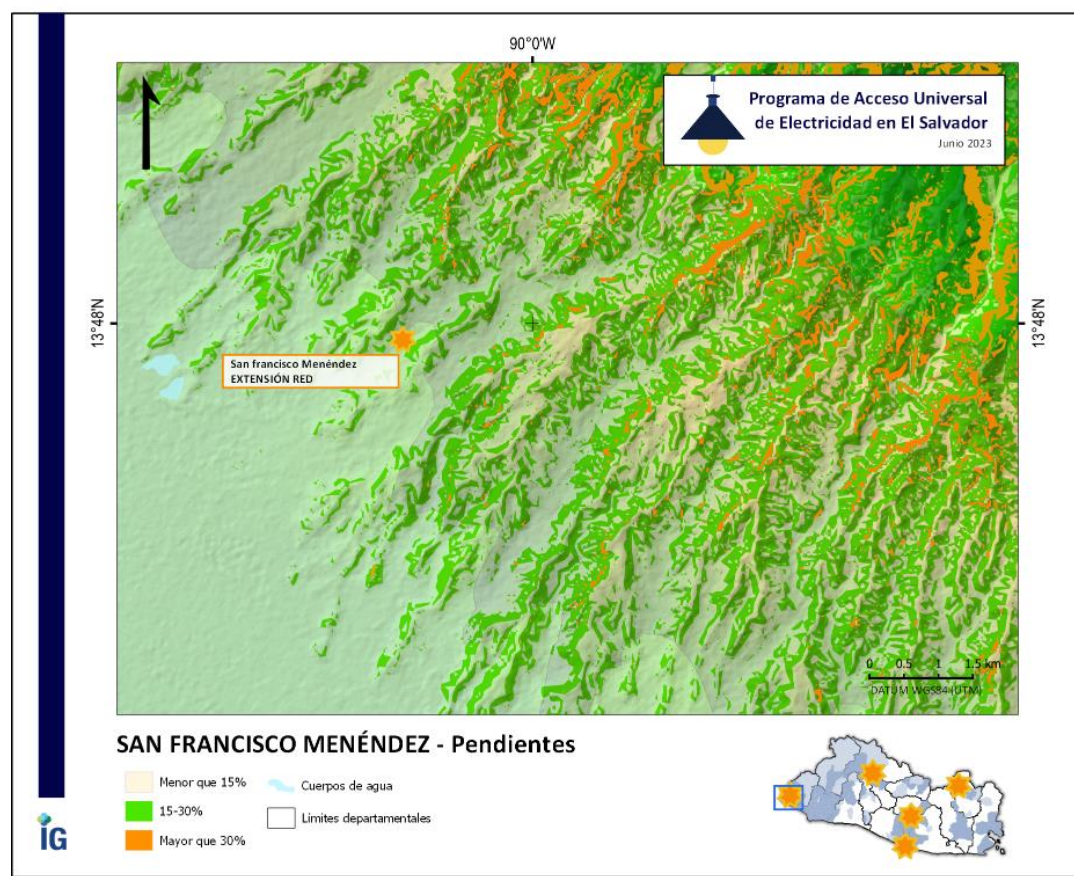 90°0'W
Programa de Acceso Universal
de Electricidad en El Salvador
Junio 2023
13°48'N
13°48'N
San francisco Menéndez
EXTENSIÓN RED
0 0.5 1 1.5 km
DATUM WGS84 (UTM)
SAN FRANCISCO MENÉNDEZ - Pendientes
Menor que 15%
Cuerpos de agua
15-30%
Límites departamentales
Mayor que 30%
IG